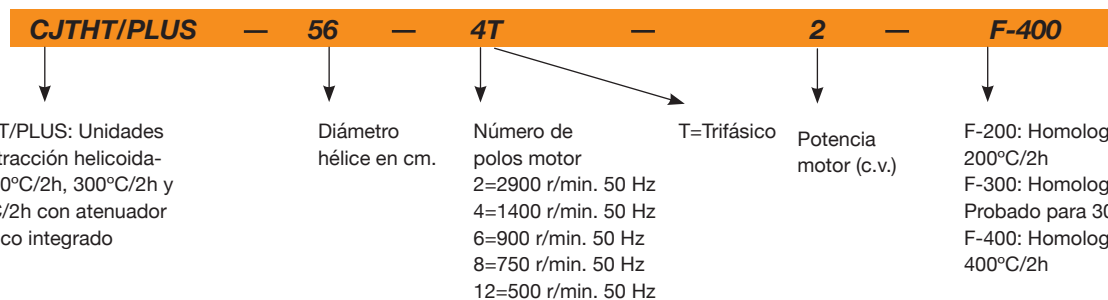 CJTHT/PLUS — 56 — 4T — 2 — F-400
T/PLUS: Unidades
tracción helicoida-
0ºC/2h, 300ºC/2h y
C/2h con atenuador
co integrado
Diámetro
hélice en cm.
Número de
polos motor
2=2900 r/min. 50 Hz
4=1400 r/min. 50 Hz
6=900 r/min. 50 Hz
8=750 r/min. 50 Hz
12=500 r/min. 50 Hz
T=Trifásico
Potencia
motor (c.v.)
F-200: Homolog
200ºC/2h
F-300: Homolog
Probado para 30
F-400: Homolog
400ºC/2h